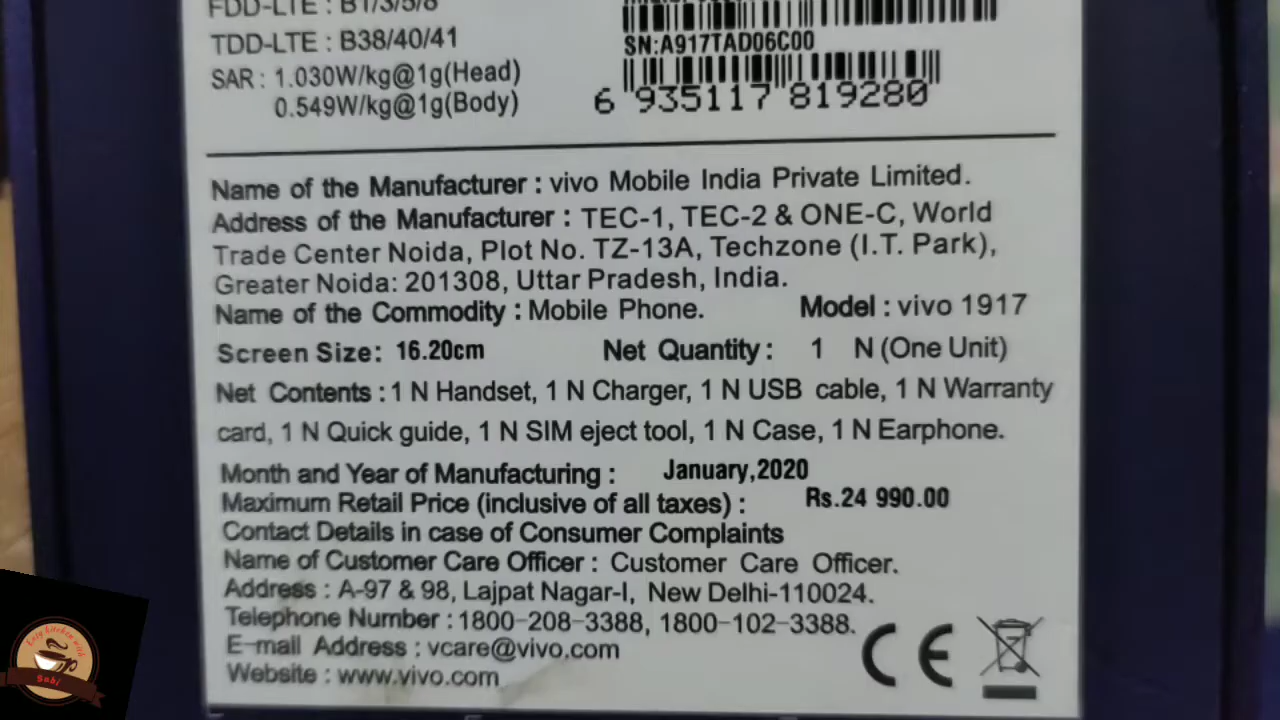 FDD-LTE : B1/3/5/8
TDD-LTE : B38/40/41
SAR : 1.030W/kg@1g(Head)
0.549W/kg@1g(Body)
SN:A917TAD06C00
6 935117 819280
Name of the Manufacturer : vivo Mobile India Private Limited.
Address of the Manufacturer : TEC-1, TEC-2 & ONE-C, World
Trade Center Noida, Plot No. TZ-13A, Techzone (I.T. Park),
Greater Noida: 201308, Uttar Pradesh, India.
Name of the Commodity : Mobile Phone. Model : vivo 1917
Screen Size: 16.20cm Net Quantity : 1 N (One Unit)
Net Contents : 1 N Handset, 1 N Charger, 1 N USB cable, 1 N Warranty
card, 1 N Quick guide, 1 N SIM eject tool, 1 N Case, 1 N Earphone.
Month and Year of Manufacturing : January,2020
Maximum Retail Price (inclusive of all taxes) : Rs.24 990.00
Contact Details in case of Consumer Complaints
Name of Customer Care Officer : Customer Care Officer.
Address : A-97 & 98, Lajpat Nagar-I, New Delhi-110024.
Telephone Number : 1800-208-3388, 1800-102-3388.
E-mail Address : vcare@vivo.com
Website : www.vivo.com
CE
Easy kitchen with
Sabi